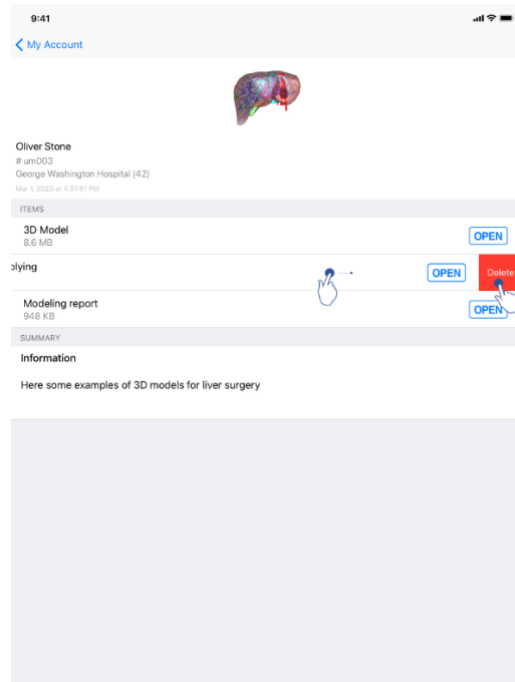 9:41
My Account
Oliver Stone
# um003
George Washington Hospital (42)
Mar 1, 2020 at 4:51:51 PM
ITEMS
3D Model
8.6 MB
OPEN
olying
OPEN
Delete
Modeling report
948 KB
OPEN
SUMMARY
Information
Here some examples of 3D models for liver surgery